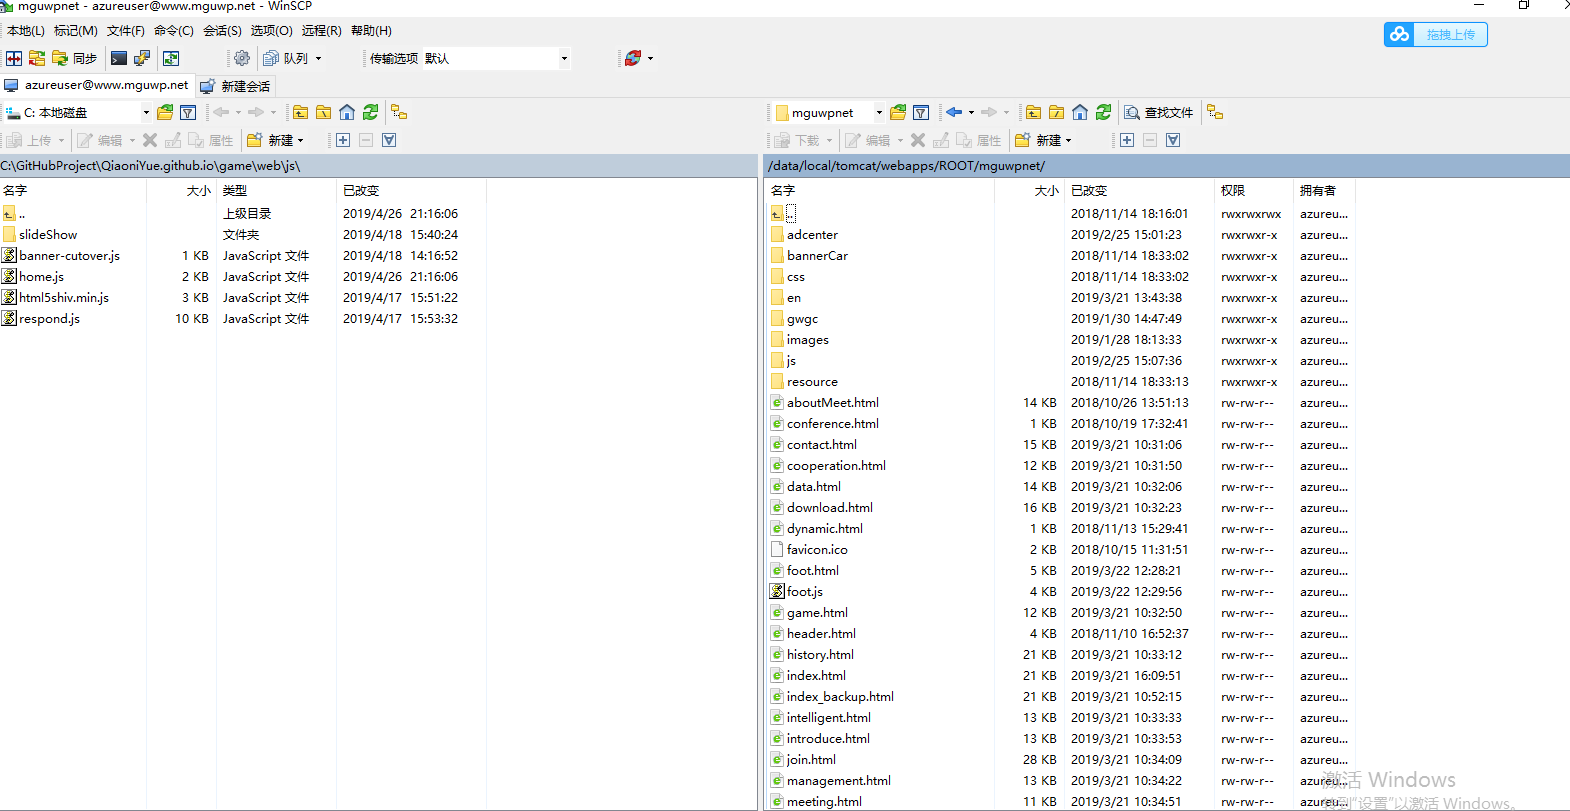 mguwpnet - azureuser@www.mguwp.net - WinSCP
本地(L) 标记(M) 文件(F) 命令(C) 会话(S) 选项(O) 远程(R) 帮助(H)
拖拽上传
同步 队列 传输选项 默认
azureuser@www.mguwp.net 新建会话
C: 本地磁盘 mguwpnet 查找文件
上传 编辑 属性 新建 下载 编辑 属性 新建
C:\GitHubProject\QiaoniYue.github.io\game\web\js\ /data/local/tomcat/webapps/ROOT/mguwpnet/
名字 大小 类型 已改变
.. 上级目录 2019/4/26 21:16:06
slideShow 文件夹 2019/4/18 15:40:24
banner-cutover.js 1 KB JavaScript 文件 2019/4/18 14:16:52
home.js 2 KB JavaScript 文件 2019/4/26 21:16:06
html5shiv.min.js 3 KB JavaScript 文件 2019/4/17 15:51:22
respond.js 10 KB JavaScript 文件 2019/4/17 15:53:32
名字 大小 已改变 权限 拥有者
.. 2018/11/14 18:16:01 rwxrwxrwx azureu...
adcenter 2019/2/25 15:01:23 rwxrwxr-x azureu...
bannerCar 2018/11/14 18:33:02 rwxrwxr-x azureu...
css 2018/11/14 18:33:02 rwxrwxr-x azureu...
en 2019/3/21 13:43:38 rwxrwxr-x azureu...
gwgc 2019/1/30 14:47:49 rwxrwxr-x azureu...
images 2019/1/28 18:13:33 rwxrwxr-x azureu...
js 2019/2/25 15:07:36 rwxrwxr-x azureu...
resource 2018/11/14 18:33:13 rwxrwxr-x azureu...
aboutMeet.html 14 KB 2018/10/26 13:51:13 rw-rw-r-- azureu...
conference.html 1 KB 2018/10/19 17:32:41 rw-rw-r-- azureu...
contact.html 15 KB 2019/3/21 10:31:06 rw-rw-r-- azureu...
cooperation.html 12 KB 2019/3/21 10:31:50 rw-rw-r-- azureu...
data.html 14 KB 2019/3/21 10:32:06 rw-rw-r-- azureu...
download.html 16 KB 2019/3/21 10:32:23 rw-rw-r-- azureu...
dynamic.html 1 KB 2018/11/13 15:29:41 rw-rw-r-- azureu...
favicon.ico 2 KB 2018/10/15 11:31:51 rw-rw-r-- azureu...
foot.html 5 KB 2019/3/22 12:28:21 rw-rw-r-- azureu...
foot.js 4 KB 2019/3/22 12:29:56 rw-rw-r-- azureu...
game.html 12 KB 2019/3/21 10:32:50 rw-rw-r-- azureu...
header.html 4 KB 2018/11/10 16:52:37 rw-rw-r-- azureu...
history.html 21 KB 2019/3/21 10:33:12 rw-rw-r-- azureu...
index.html 21 KB 2019/3/21 16:09:51 rw-rw-r-- azureu...
index_backup.html 21 KB 2019/3/21 10:52:15 rw-rw-r-- azureu...
intelligent.html 13 KB 2019/3/21 10:33:33 rw-rw-r-- azureu...
introduce.html 13 KB 2019/3/21 10:33:53 rw-rw-r-- azureu...
join.html 28 KB 2019/3/21 10:34:09 rw-rw-r-- azureu...
management.html 13 KB 2019/3/21 10:34:22 rw-rw-r-- azureu...
meeting.html 11 KB 2019/3/21 10:34:51 rw-rw-r-- azureu...
激活 Windows
转到"设置"以激活 Windows。